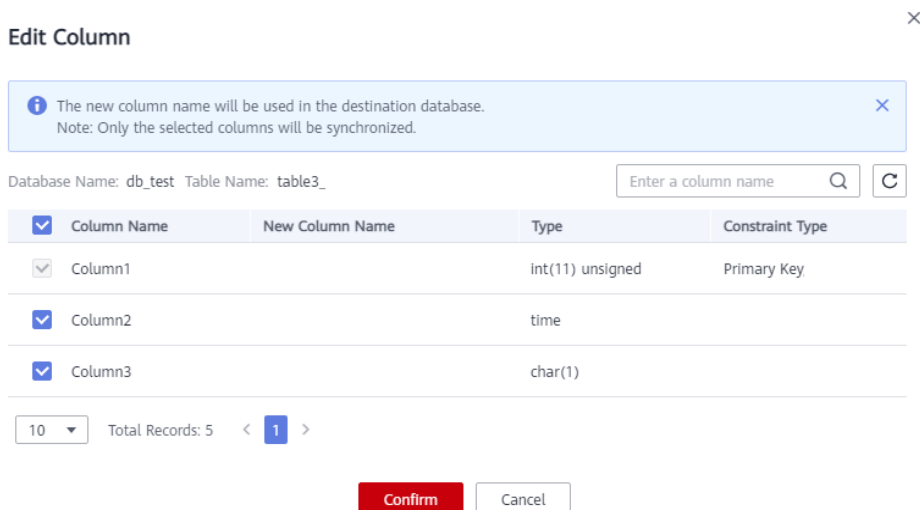 Edit Column
The new column name will be used in the destination database.
Note: Only the selected columns will be synchronized.
Database Name: db_test Table Name: table3_ Enter a column name
Column Name New Column Name Type Constraint Type
Column1 int(11) unsigned Primary Key
Column2 time
Column3 char(1)
10 Total Records: 5 < 1 >
Confirm Cancel